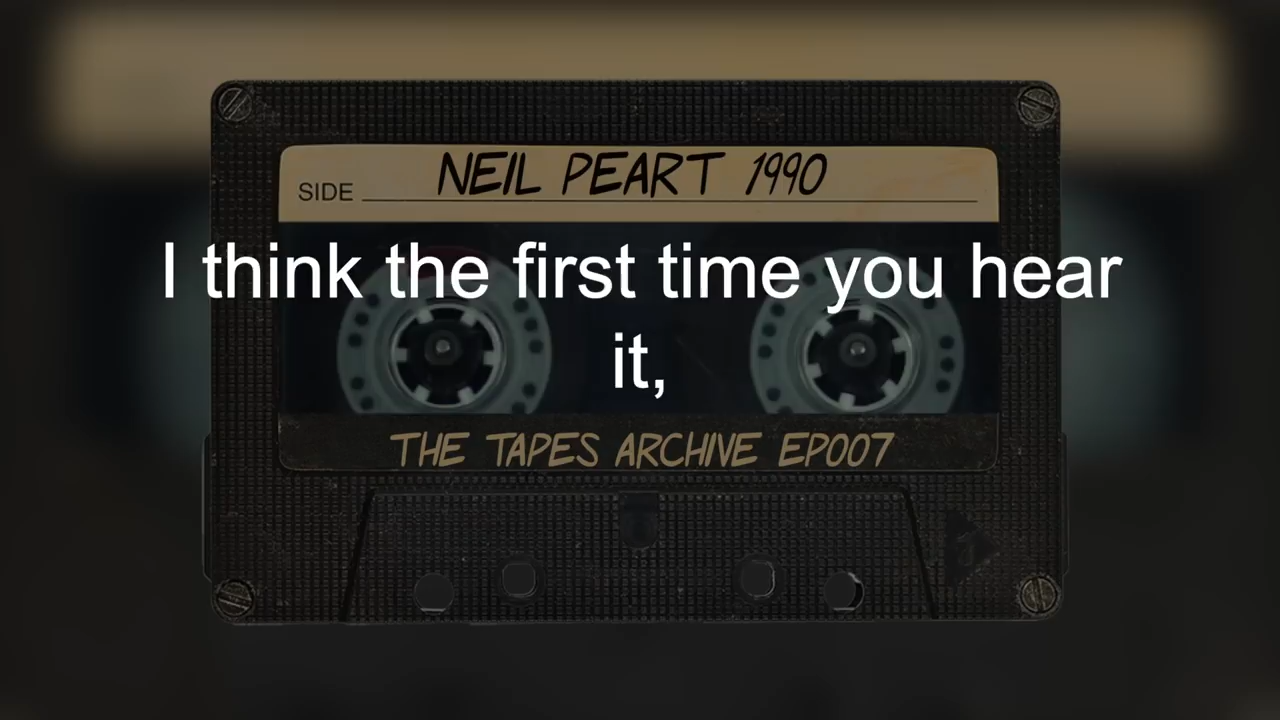 NEIL PEART 1990
SIDE
I think the first time you hear
it,
THE TAPES ARCHIVE EP007